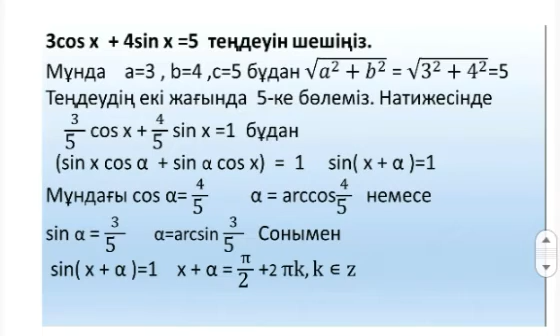 3cos x + 4sin x =5 теңдеуін шешіңіз.
Мұнда a=3 , b=4 ,c=5 бұдан √(a² + b²) = √(3² + 4²)=5
Теңдеудің екі жағында 5-ке бөлеміз. Натижесінде
3/5 cos x + 4/5 sin x =1 бұдан
(sin x cos α + sin α cos x) = 1 sin( x + α )=1
Мұндағы cos α= 4/5 α = arccos 4/5 немесе
sin α = 3/5 α=arcsin 3/5 Сонымен
sin( x + α )=1 x + α = π/2 +2 πk, k ∈ z